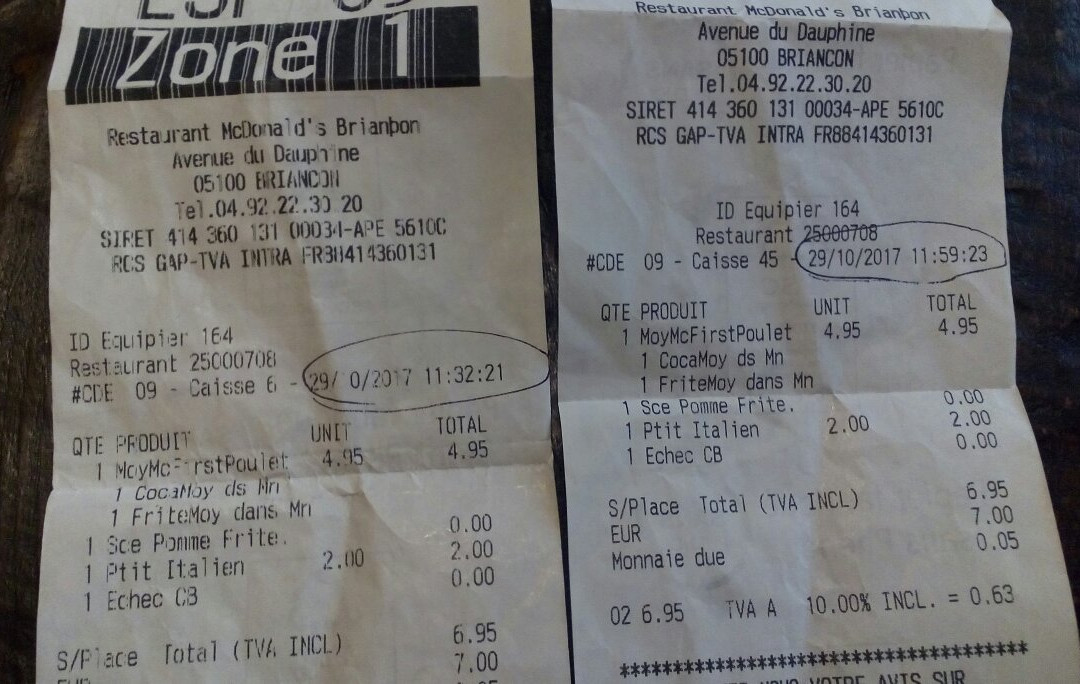 Zone 1
Restaurant McDonald's Brianþon
Avenue du Dauphine
05100 BRIANCON
Tel.04.92.22.30 20
SIRET 414 360 131 00034-APE 5610C
RCS GAP-TVA INTRA FR88414360131
ID Equipier 164
Restaurant 25000708
#CDE 09 - Caisse 6 - 29/ 0/2017 11:32:21
QTE PRODUIT UNIT TOTAL
1 MoyMcF rstPoulet 4.95 4.95
1 CocaMoy ds Mn
1 FriteMoy dans Mn
1 Sce Pomme Frite. 0.00
1 Ptit Italien 2.00 2.00
1 Echec CB 0.00
S/Place Total (TVA INCL) 6.95
7.00
Restaurant McDonald's Brianþon
Avenue du Dauphine
05100 BRIANCON
Tel.04.92.22.30.20
SIRET 414 360 131 00034-APE 5610C
RCS GAP-TVA INTRA FR88414360131
ID Equipier 164
Restaurant 25000708
#CDE 09 - Caisse 45 - 29/10/2017 11:59:23
QTE PRODUIT UNIT TOTAL
1 MoyMcFirstPoulet 4.95 4.95
1 CocaMoy ds Mn
1 FriteMoy dans Mn
1 Sce Pomme Frite. 0.00
1 Ptit Italien 2.00 2.00
1 Echec CB 0.00
S/Place Total (TVA INCL) 6.95
EUR 7.00
Monnaie due 0.05
02 6.95 TVA A 10.00% INCL. = 0.63
***************************************
VOTRE AVIS SUR